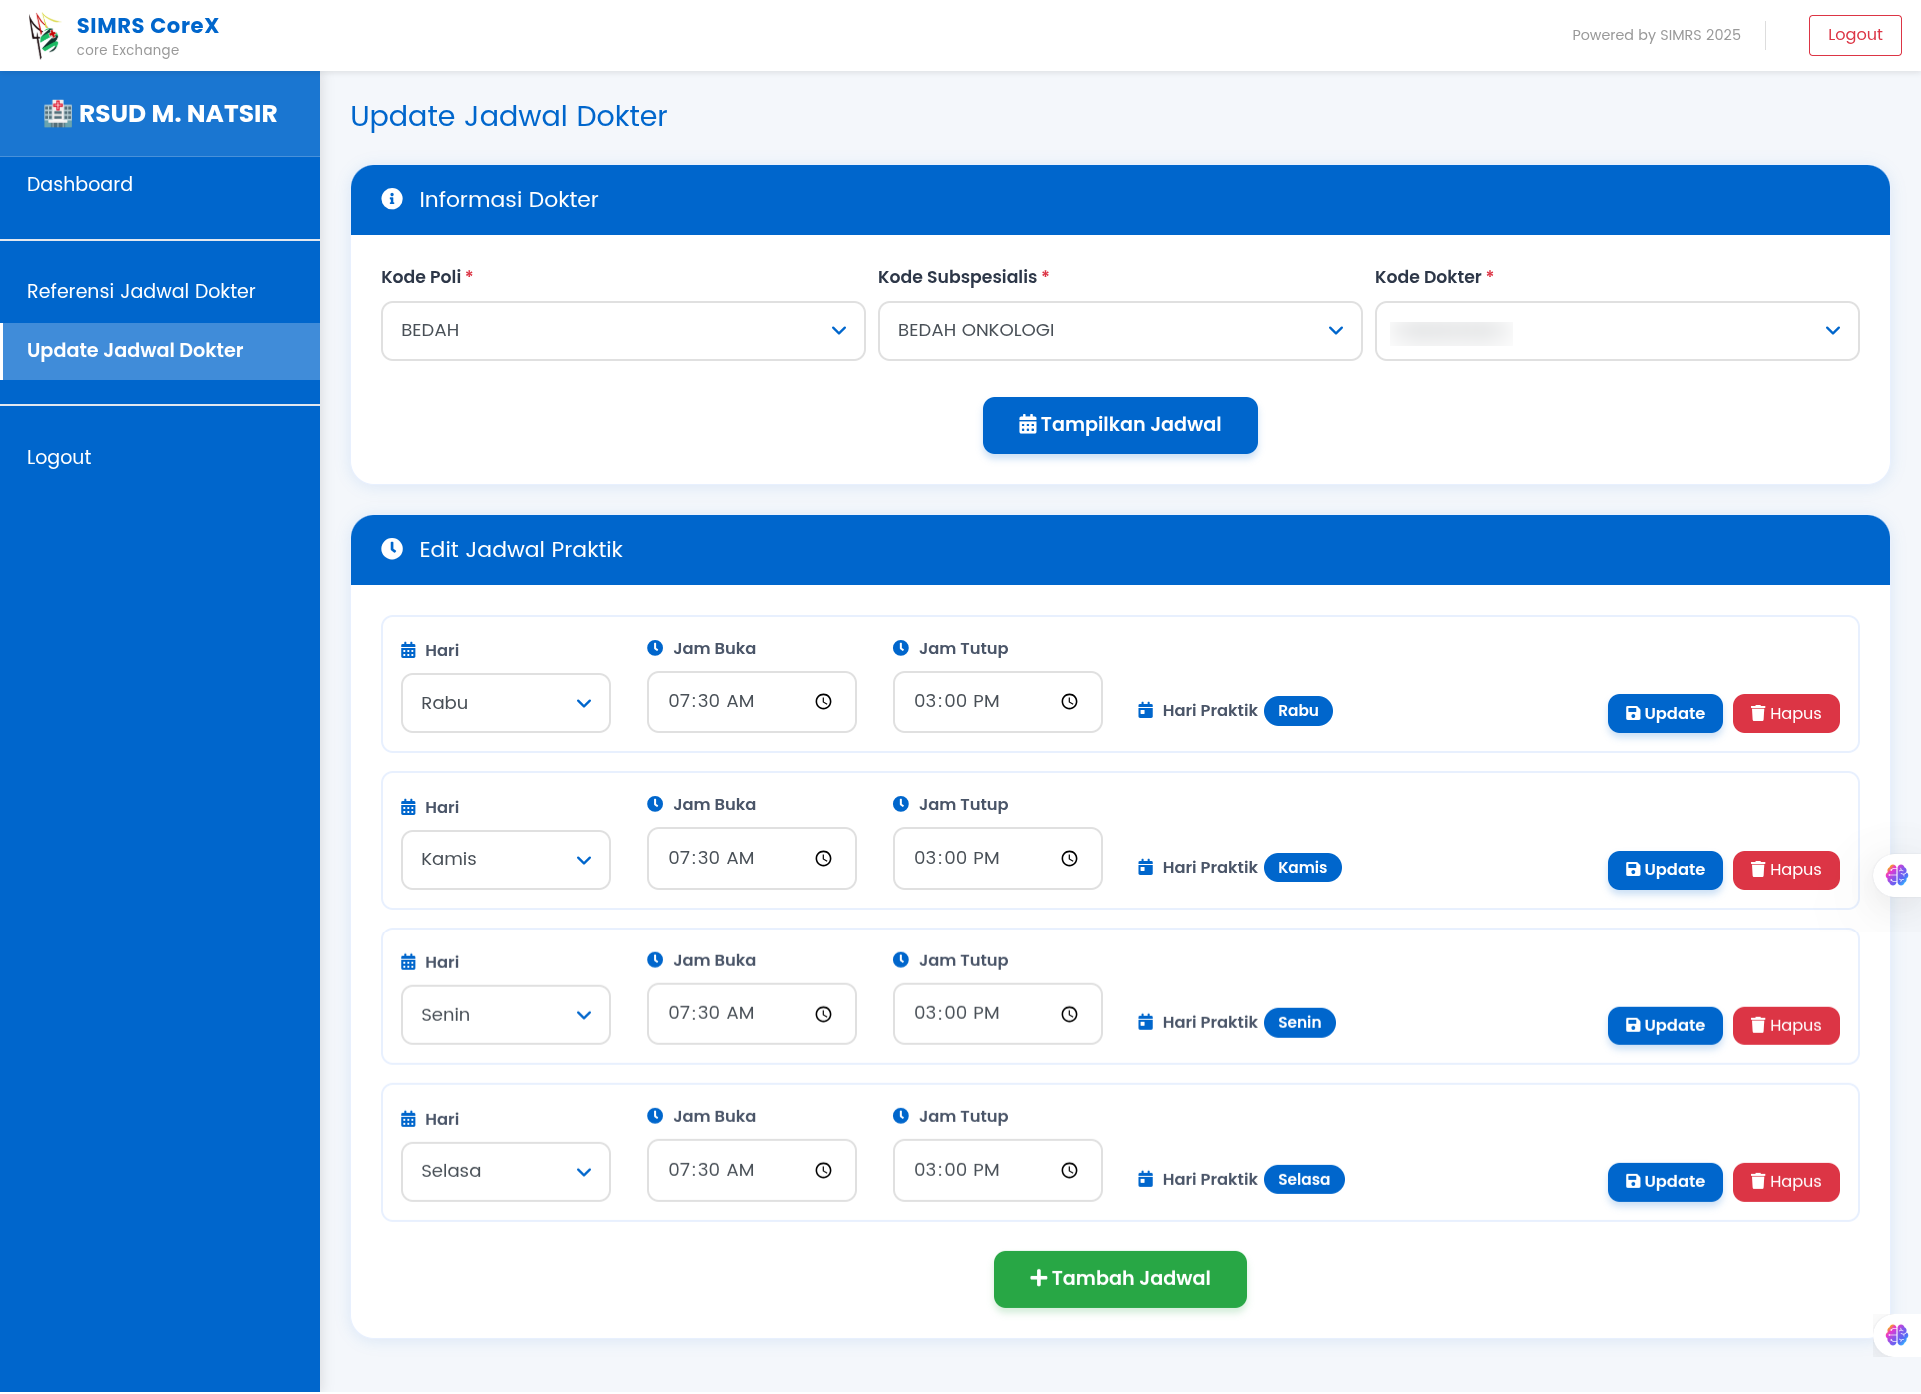 SIMRS CoreX
core Exchange
Powered by SIMRS 2025
Logout
RSUD M. NATSIR
Dashboard
Referensi Jadwal Dokter
Update Jadwal Dokter
Logout
Update Jadwal Dokter
Informasi Dokter
Kode Poli * Kode Subspesialis * Kode Dokter *
BEDAH BEDAH ONKOLOGI
Tampilkan Jadwal
Edit Jadwal Praktik
Hari Jam Buka Jam Tutup
Rabu 07:30 AM 03:00 PM Hari Praktik Rabu Update Hapus
Hari Jam Buka Jam Tutup
Kamis 07:30 AM 03:00 PM Hari Praktik Kamis Update Hapus
Hari Jam Buka Jam Tutup
Senin 07:30 AM 03:00 PM Hari Praktik Senin Update Hapus
Hari Jam Buka Jam Tutup
Selasa 07:30 AM 03:00 PM Hari Praktik Selasa Update Hapus
Tambah Jadwal